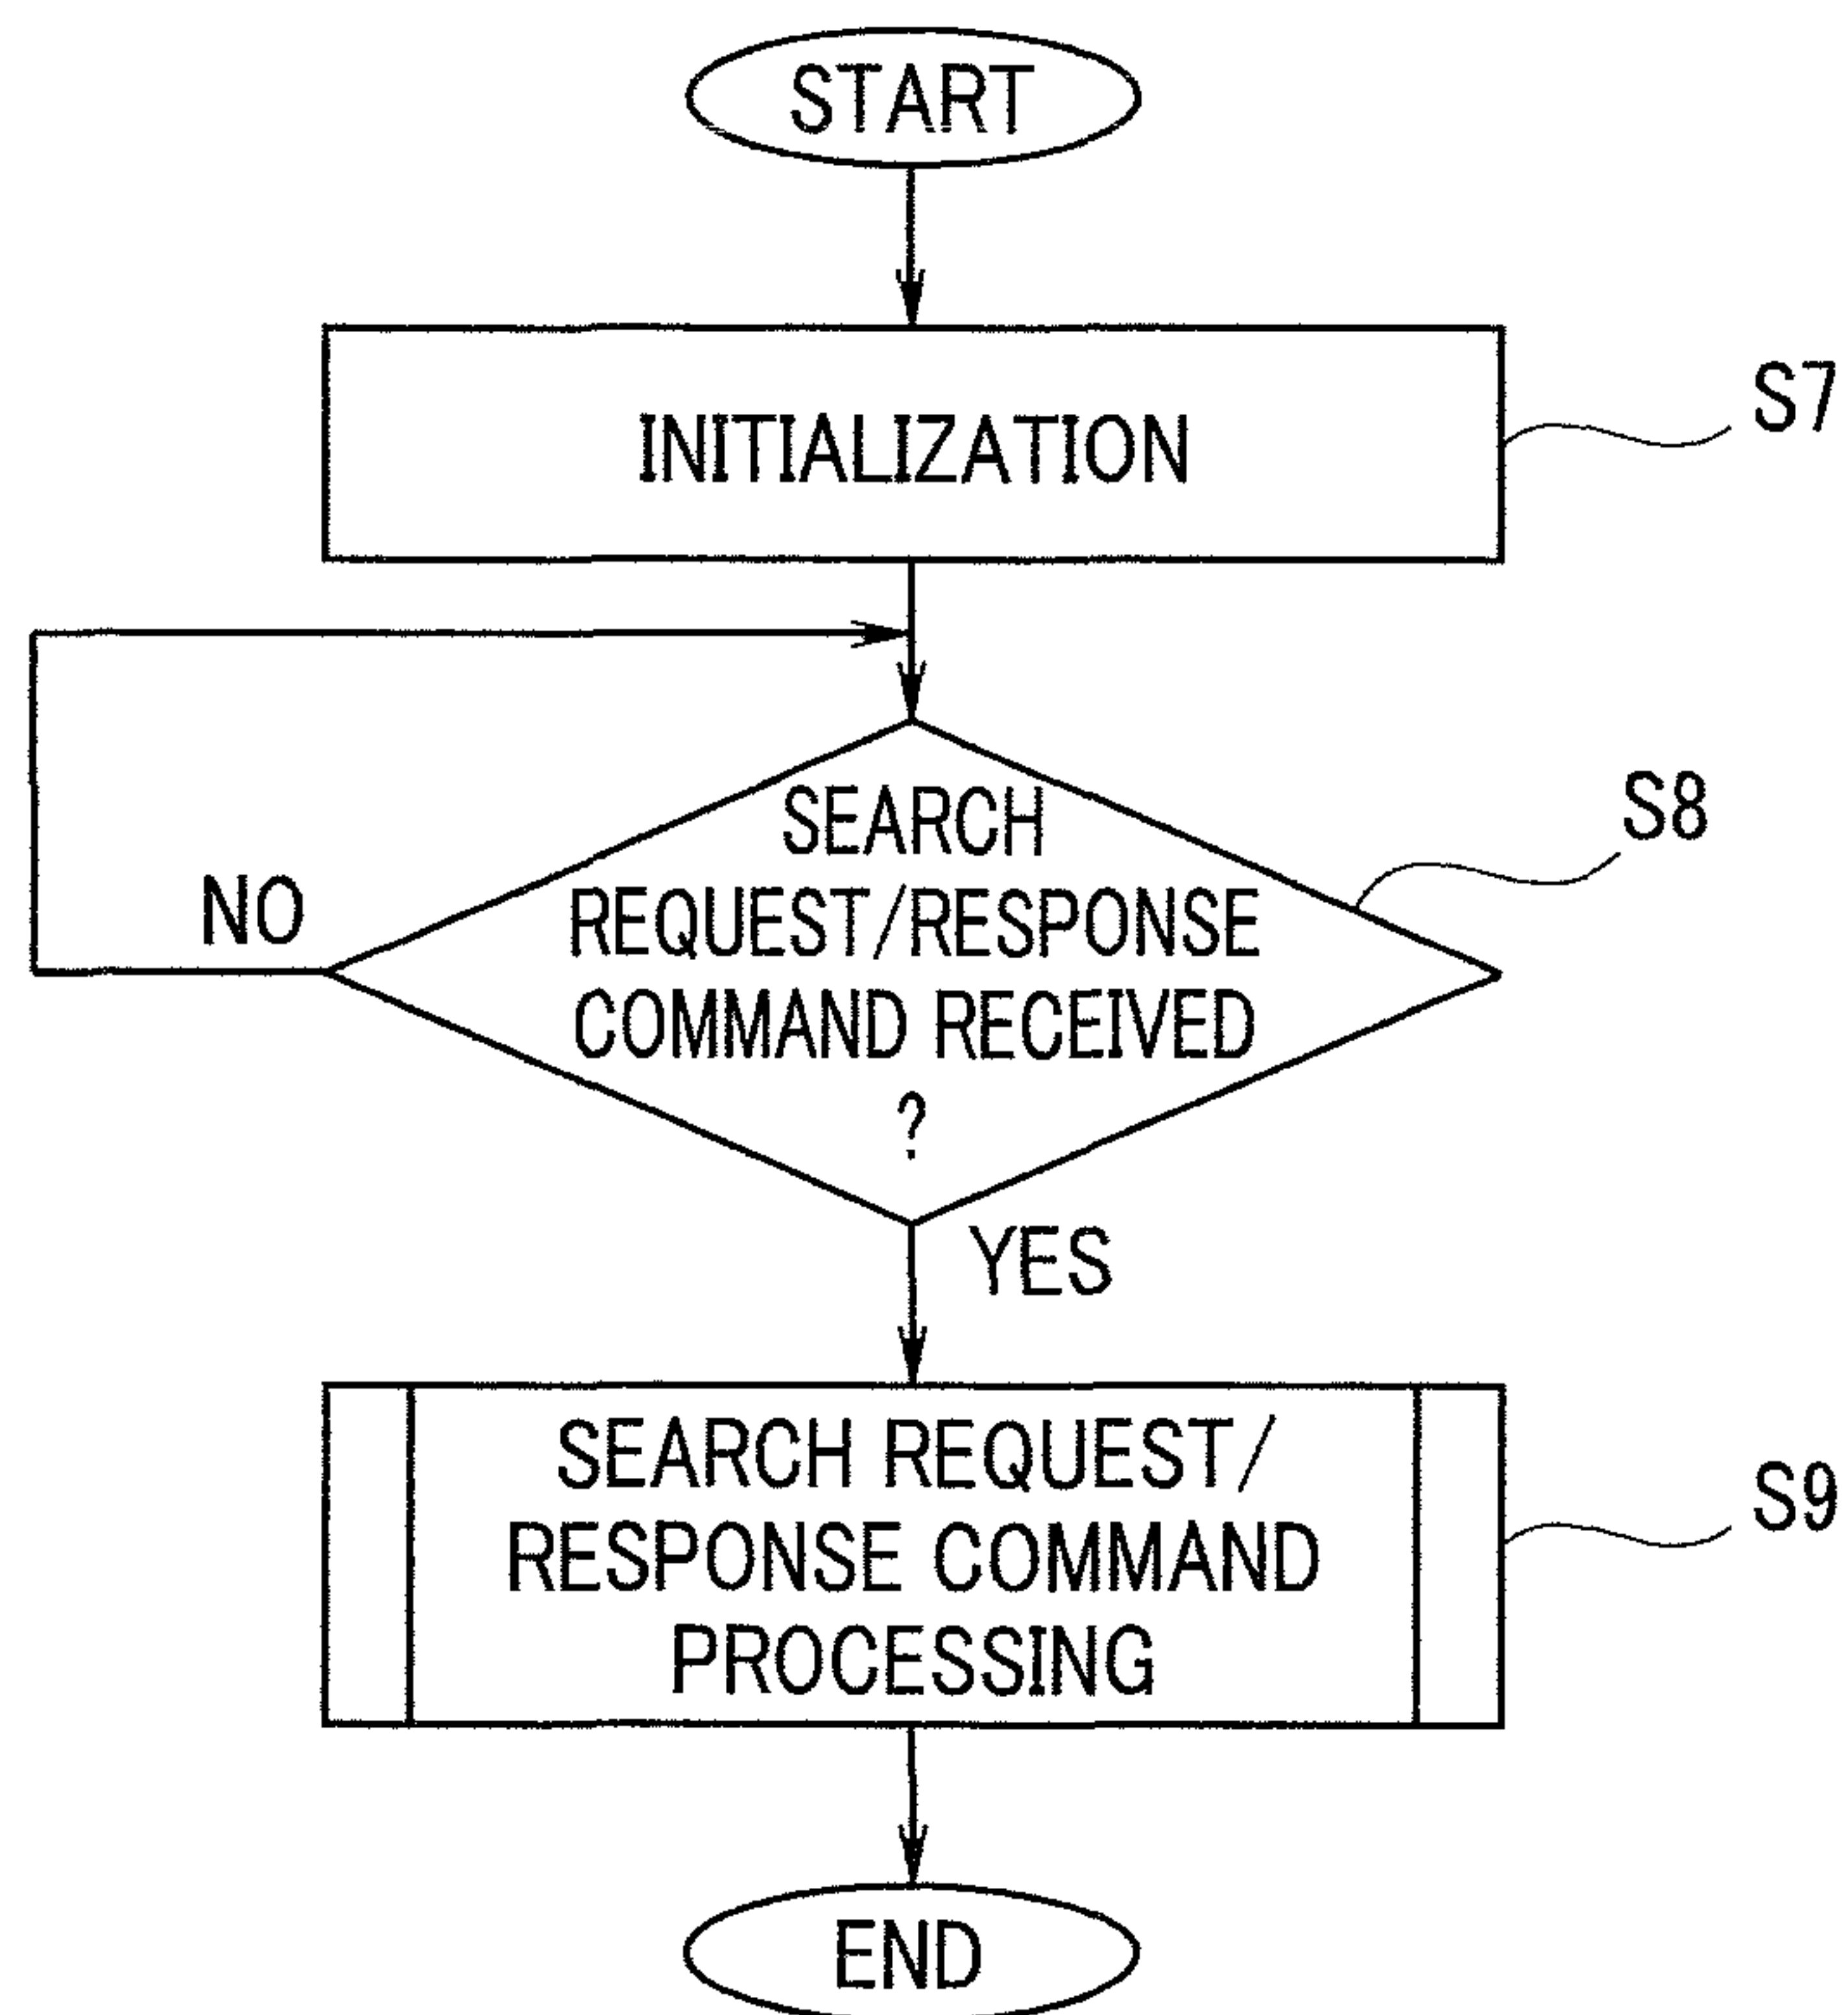 START
INITIALIZATION
S7
SEARCH
REQUEST/RESPONSE
COMMAND RECEIVED
?
S8
NO
YES
SEARCH REQUEST/
RESPONSE COMMAND
PROCESSING
S9
END